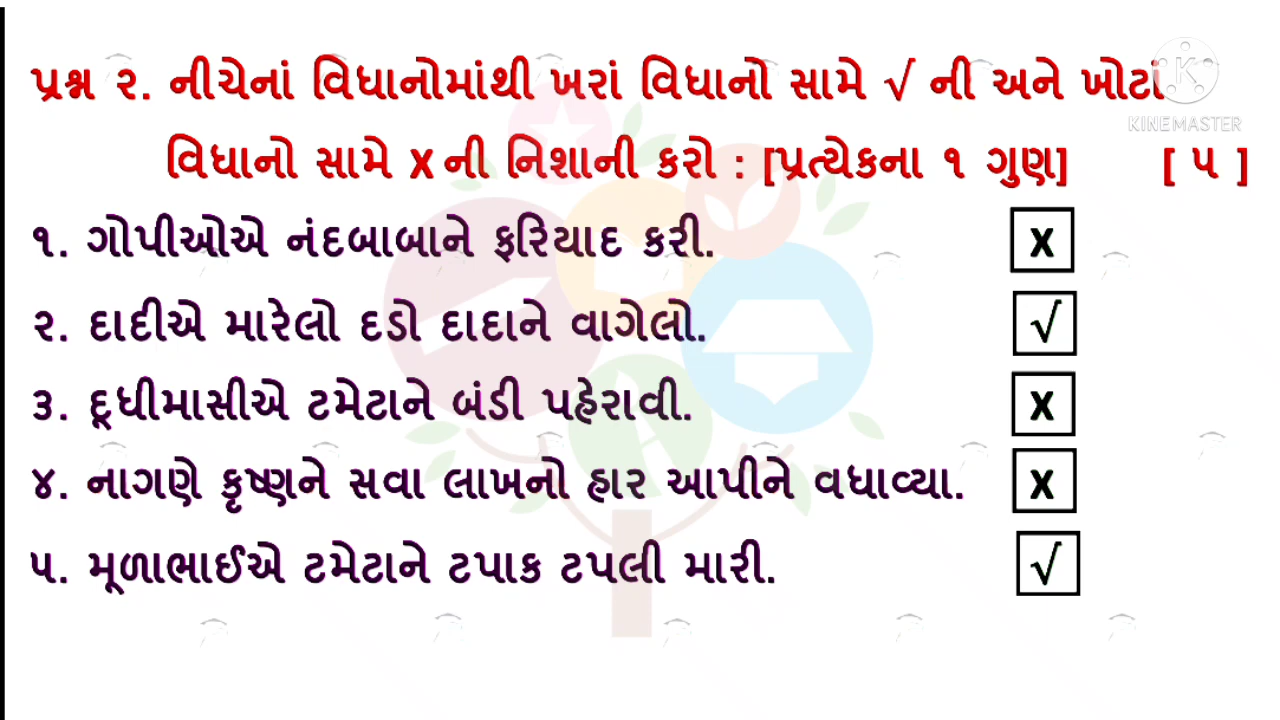 પ્રશ્ન ૨. નીચેનાં વિધાનોમાંથી ખરાં વિધાનો સામે √ ની અને ખોટાં
KINEMASTER
વિધાનો સામે X ની નિશાની કરો : [પ્રત્યેકના ૧ ગુણ] [ ૫ ]
૧. ગોપીઓએ નંદબાબાને ફરિયાદ કરી. X
૨. દાદીએ મારેલો દડો દાદાને વાગેલો. √
૩. દૂધીમાસીએ ટમેટાને બંડી પહેરાવી. X
૪. નાગણે કૃષ્ણને સવા લાખનો હાર આપીને વધાવ્યા. X
૫. મૂળાભાઈએ ટમેટાને ટપાક ટપલી મારી. √